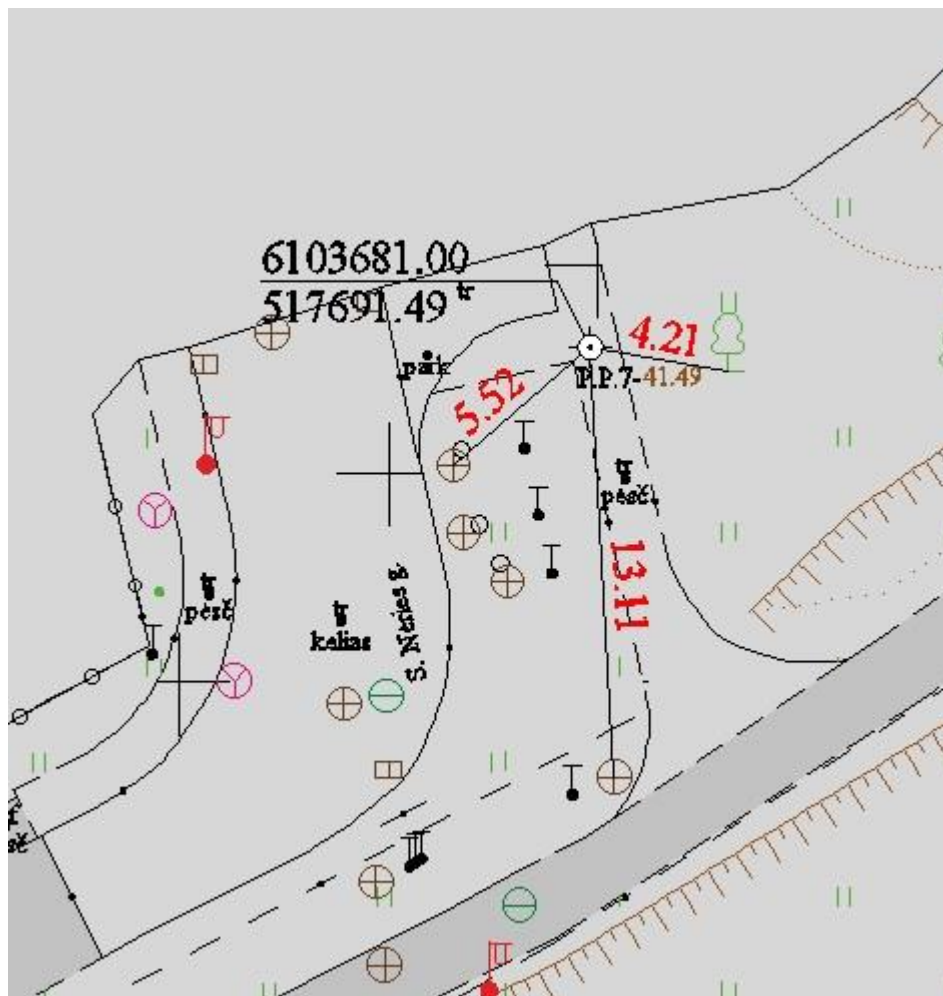 6103681.00
517691.49 tr
4.21
park
P.P.7-41.49
5.52
tr
pėsč
13.11
tr
pėsč
tr
kelias
S. Nėries g.
sč